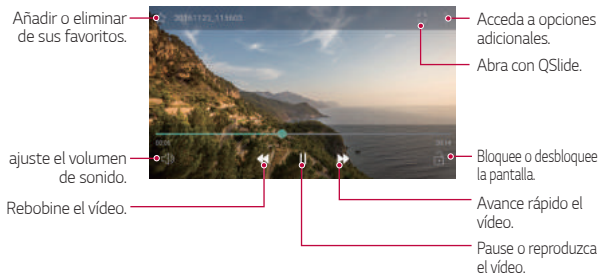 Añadir o eliminar
de sus favoritos.
Acceda a opciones
adicionales.
Abra con QSlide.
ajuste el volumen
de sonido.
Bloquee o desbloquee
la pantalla.
Rebobine el vídeo.
Avance rápido el
vídeo.
Pause o reproduzca
el vídeo.